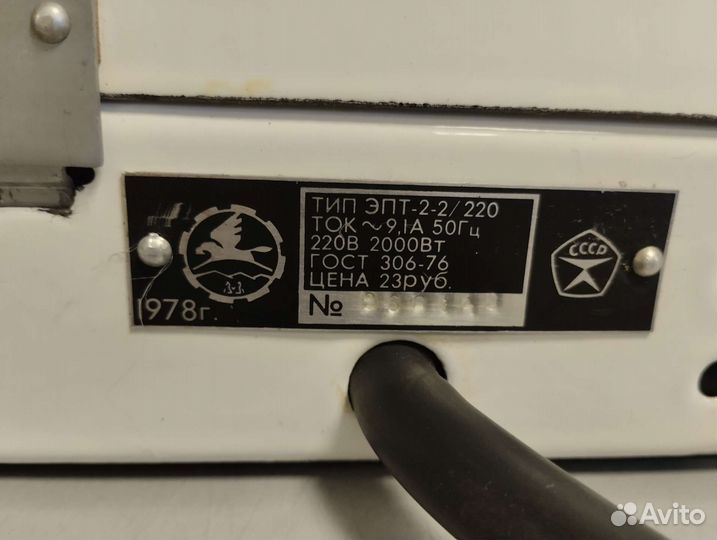 ТИП ЭПТ-2-2/220
ТОК ~ 9,1А 50Гц
220В 2000Вт
ГОСТ 306-76
ЦЕНА 23руб.
№
1978г.
СССР
Avito